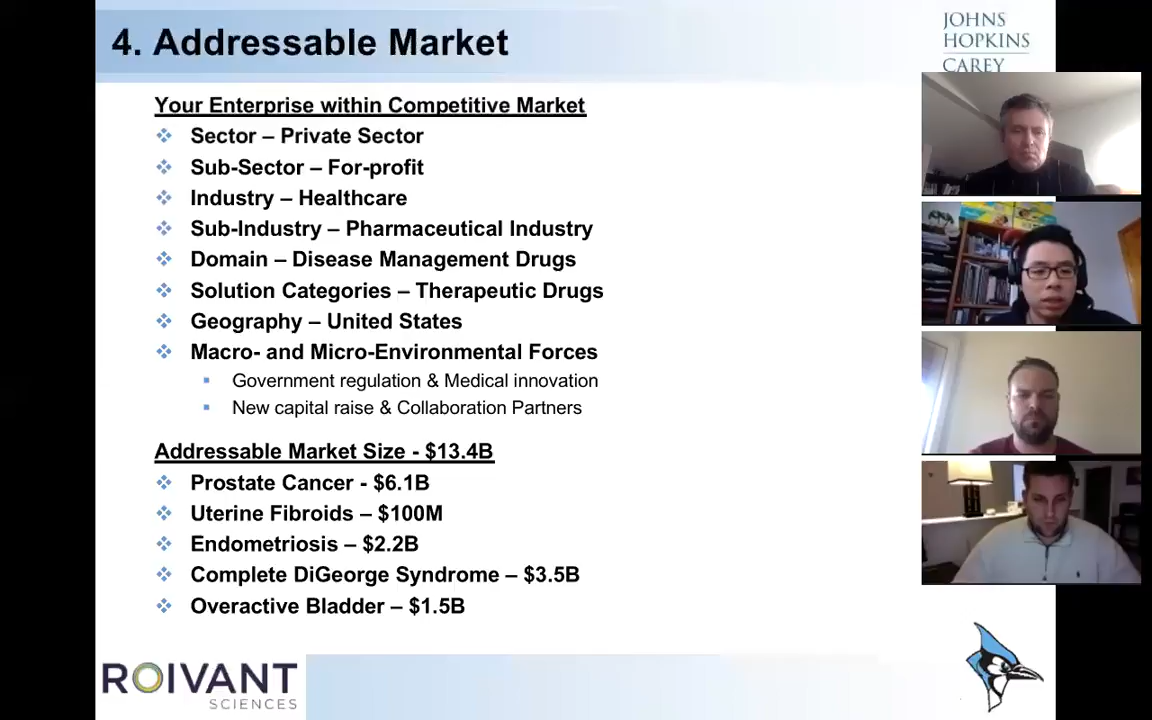 4. Addressable Market
JOHNS
HOPKINS
CAREY
Your Enterprise within Competitive Market
Sector – Private Sector
Sub-Sector – For-profit
Industry – Healthcare
Sub-Industry – Pharmaceutical Industry
Domain – Disease Management Drugs
Solution Categories – Therapeutic Drugs
Geography – United States
Macro- and Micro-Environmental Forces
Government regulation & Medical innovation
New capital raise & Collaboration Partners
Addressable Market Size - $13.4B
Prostate Cancer - $6.1B
Uterine Fibroids – $100M
Endometriosis – $2.2B
Complete DiGeorge Syndrome – $3.5B
Overactive Bladder – $1.5B
ROIVANT
SCIENCES